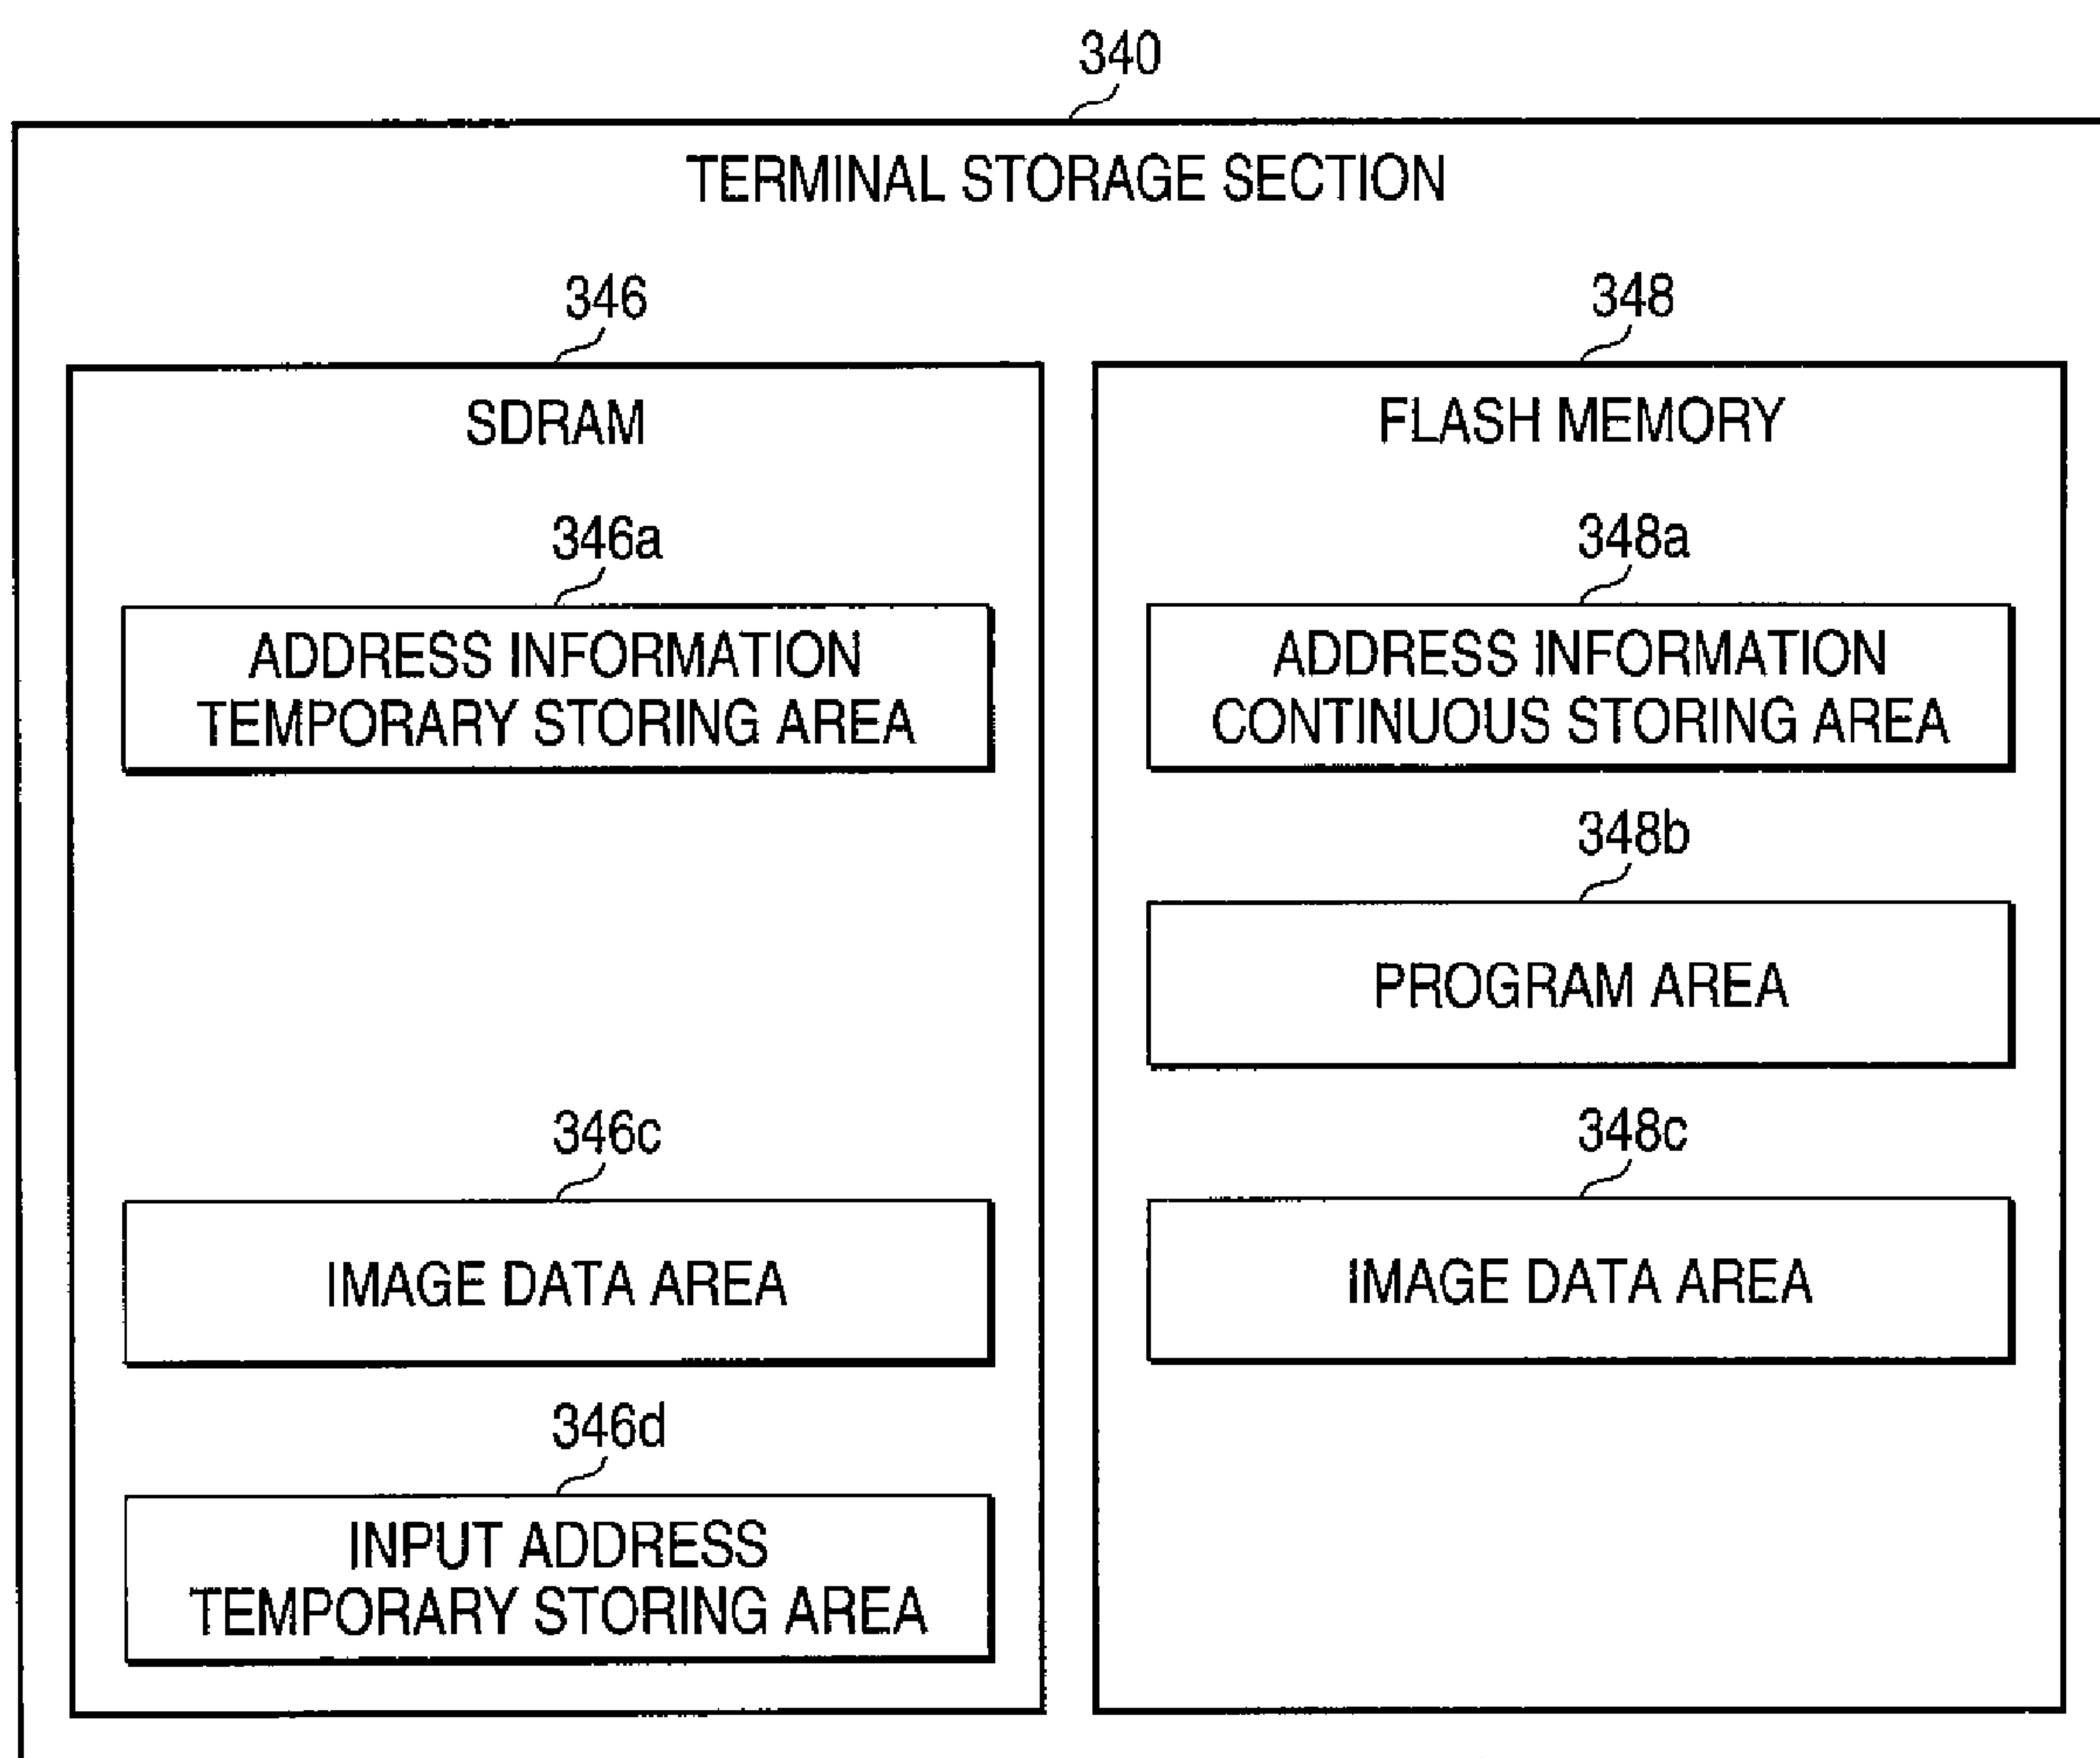 340
TERMINAL STORAGE SECTION
346
SDRAM
346a
ADDRESS INFORMATION
TEMPORARY STORING AREA
346c
IMAGE DATA AREA
346d
INPUT ADDRESS
TEMPORARY STORING AREA
348
FLASH MEMORY
348a
ADDRESS INFORMATION
CONTINUOUS STORING AREA
348b
PROGRAM AREA
348c
IMAGE DATA AREA